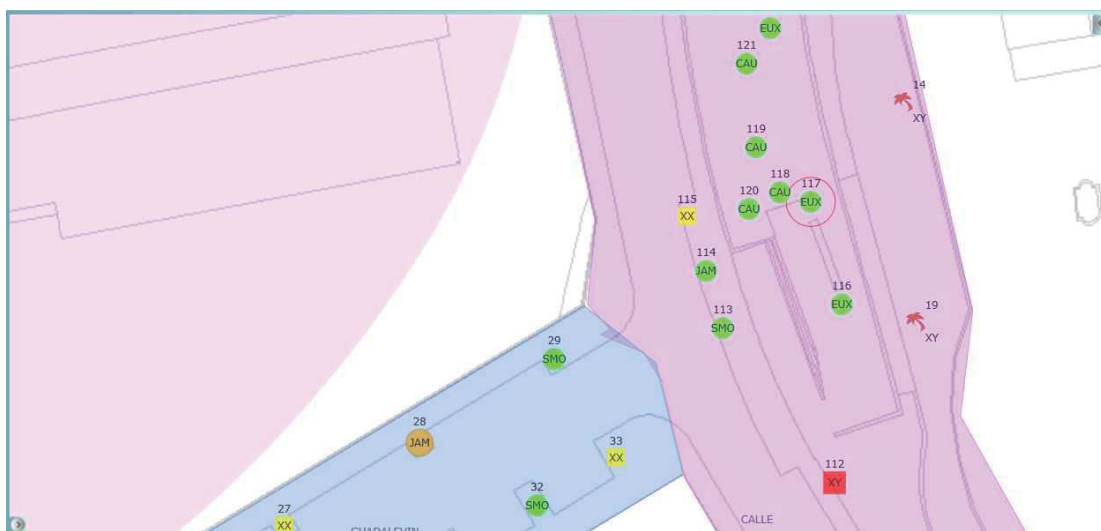 EUX
121
CAU
14
XY
119
CAU
118
CAU
117
EUX
120
CAU
115
XX
114
JAM
116
EUX
113
SMO
19
XY
29
SMO
28
JAM
33
XX
112
XY
32
SMO
27
XX
CALLE
GUADALEVIN